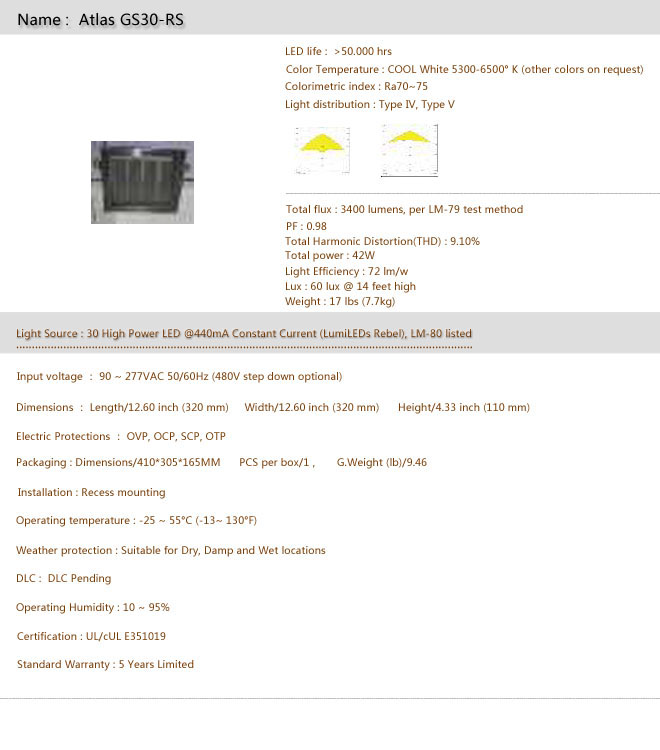 Name :  Atlas GS30-RS
LED life :  >50.000 hrs
Color Temperature : COOL White 5300-6500° K (other colors on request)
Colorimetric index : Ra70~75
Light distribution : Type IV, Type V
Total flux : 3400 lumens, per LM-79 test method
PF : 0.98
Total Harmonic Distortion(THD) : 9.10%
Total power : 42W
Light Efficiency : 72 lm/w
Lux : 60 lux @ 14 feet high
Weight : 17 lbs (7.7kg)
Light Source : 30 High Power LED @440mA Constant Current (LumiLEDs Rebel), LM-80 listed
Input voltage  :  90 ~ 277VAC 50/60Hz (480V step down optional)
Dimensions  :  Length/12.60 inch (320 mm)     Width/12.60 inch (320 mm)     Height/4.33 inch (110 mm)
Electric Protections  :  OVP, OCP, SCP, OTP
Packaging : Dimensions/410*305*165MM     PCS per box/1 ,     G.Weight (lb)/9.46
Installation : Recess mounting
Operating temperature : -25 ~ 55°C (-13~ 130°F)
Weather protection : Suitable for Dry, Damp and Wet locations
DLC :  DLC Pending
Operating Humidity : 10 ~ 95%
Certification : UL/cUL E351019
Standard Warranty : 5 Years Limited